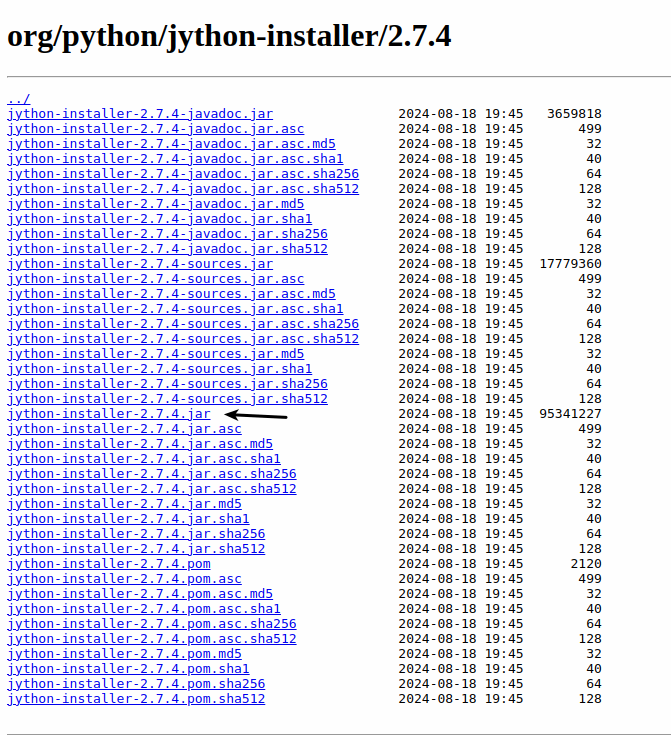 org/python/jython-installer/2.7.4
../
jython-installer-2.7.4-javadoc.jar 2024-08-18 19:45 3659818
jython-installer-2.7.4-javadoc.jar.asc 2024-08-18 19:45 499
jython-installer-2.7.4-javadoc.jar.asc.md5 2024-08-18 19:45 32
jython-installer-2.7.4-javadoc.jar.asc.sha1 2024-08-18 19:45 40
jython-installer-2.7.4-javadoc.jar.asc.sha256 2024-08-18 19:45 64
jython-installer-2.7.4-javadoc.jar.asc.sha512 2024-08-18 19:45 128
jython-installer-2.7.4-javadoc.jar.md5 2024-08-18 19:45 32
jython-installer-2.7.4-javadoc.jar.sha1 2024-08-18 19:45 40
jython-installer-2.7.4-javadoc.jar.sha256 2024-08-18 19:45 64
jython-installer-2.7.4-javadoc.jar.sha512 2024-08-18 19:45 128
jython-installer-2.7.4-sources.jar 2024-08-18 19:45 17779360
jython-installer-2.7.4-sources.jar.asc 2024-08-18 19:45 499
jython-installer-2.7.4-sources.jar.asc.md5 2024-08-18 19:45 32
jython-installer-2.7.4-sources.jar.asc.sha1 2024-08-18 19:45 40
jython-installer-2.7.4-sources.jar.asc.sha256 2024-08-18 19:45 64
jython-installer-2.7.4-sources.jar.asc.sha512 2024-08-18 19:45 128
jython-installer-2.7.4-sources.jar.md5 2024-08-18 19:45 32
jython-installer-2.7.4-sources.jar.sha1 2024-08-18 19:45 40
jython-installer-2.7.4-sources.jar.sha256 2024-08-18 19:45 64
jython-installer-2.7.4-sources.jar.sha512 2024-08-18 19:45 128
jython-installer-2.7.4.jar 2024-08-18 19:45 95341227
jython-installer-2.7.4.jar.asc 2024-08-18 19:45 499
jython-installer-2.7.4.jar.asc.md5 2024-08-18 19:45 32
jython-installer-2.7.4.jar.asc.sha1 2024-08-18 19:45 40
jython-installer-2.7.4.jar.asc.sha256 2024-08-18 19:45 64
jython-installer-2.7.4.jar.asc.sha512 2024-08-18 19:45 128
jython-installer-2.7.4.jar.md5 2024-08-18 19:45 32
jython-installer-2.7.4.jar.sha1 2024-08-18 19:45 40
jython-installer-2.7.4.jar.sha256 2024-08-18 19:45 64
jython-installer-2.7.4.jar.sha512 2024-08-18 19:45 128
jython-installer-2.7.4.pom 2024-08-18 19:45 2120
jython-installer-2.7.4.pom.asc 2024-08-18 19:45 499
jython-installer-2.7.4.pom.asc.md5 2024-08-18 19:45 32
jython-installer-2.7.4.pom.asc.sha1 2024-08-18 19:45 40
jython-installer-2.7.4.pom.asc.sha256 2024-08-18 19:45 64
jython-installer-2.7.4.pom.asc.sha512 2024-08-18 19:45 128
jython-installer-2.7.4.pom.md5 2024-08-18 19:45 32
jython-installer-2.7.4.pom.sha1 2024-08-18 19:45 40
jython-installer-2.7.4.pom.sha256 2024-08-18 19:45 64
jython-installer-2.7.4.pom.sha512 2024-08-18 19:45 128